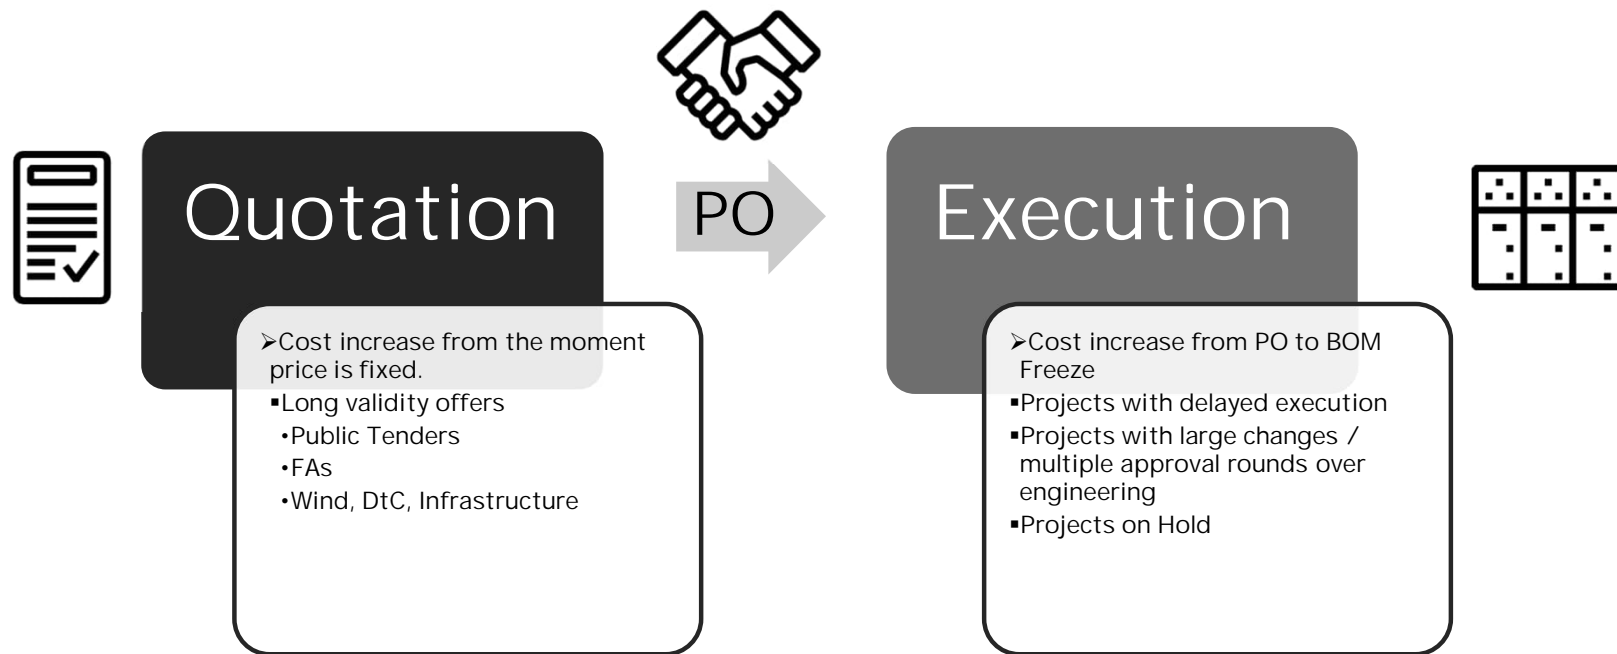 Quotation
➢Cost increase from the moment
price is fixed.
▪Long validity offers
•Public Tenders
•FAs
•Wind, DtC, Infrastructure
PO
Execution
➢Cost increase from PO to BOM
Freeze
▪Projects with delayed execution
▪Projects with large changes /
multiple approval rounds over
engineering
▪Projects on Hold